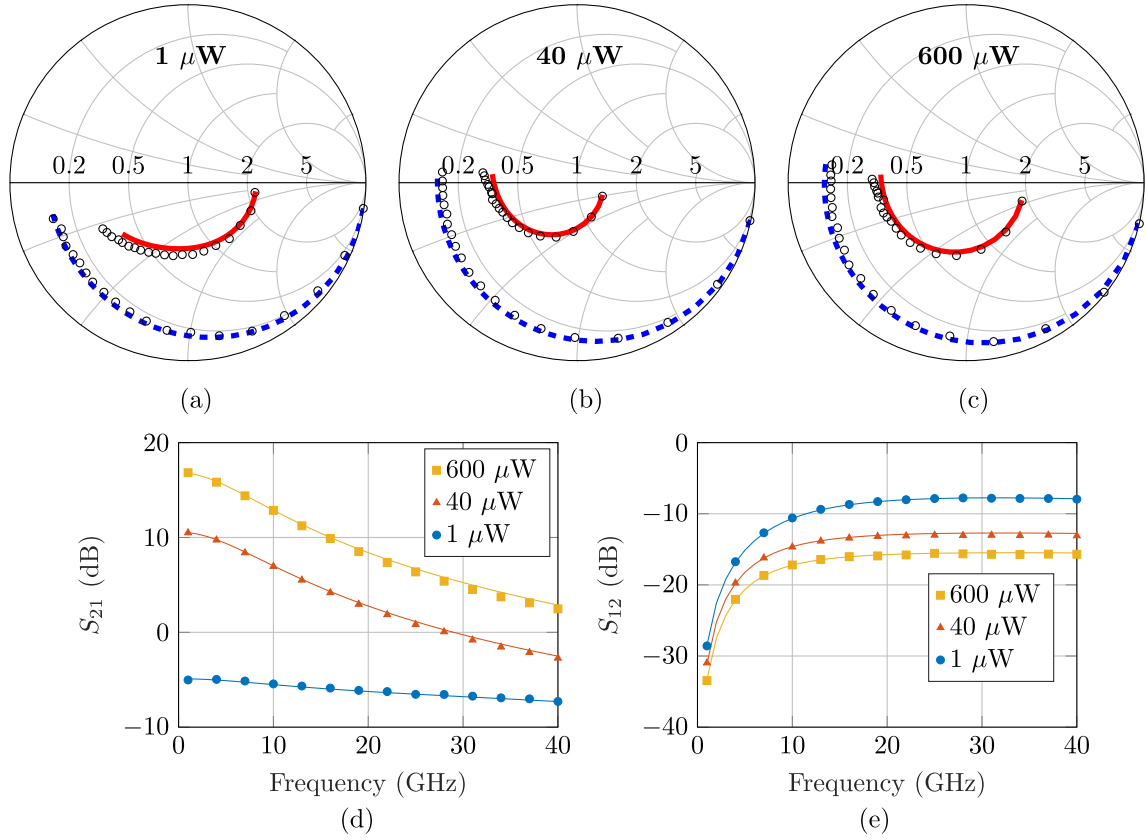 1 μW
40 μW
600 μW
0.2 0.5 1 2 5
0.2 0.5 1 2 5
0.2 0.5 1 2 5
(a)
(b)
(c)
S21 (dB)
20
10
0
−10
0 10 20 30 40
Frequency (GHz)
600 μW
40 μW
1 μW
(d)
S12 (dB)
0
−10
−20
−30
−40
0 10 20 30 40
Frequency (GHz)
600 μW
40 μW
1 μW
(e)